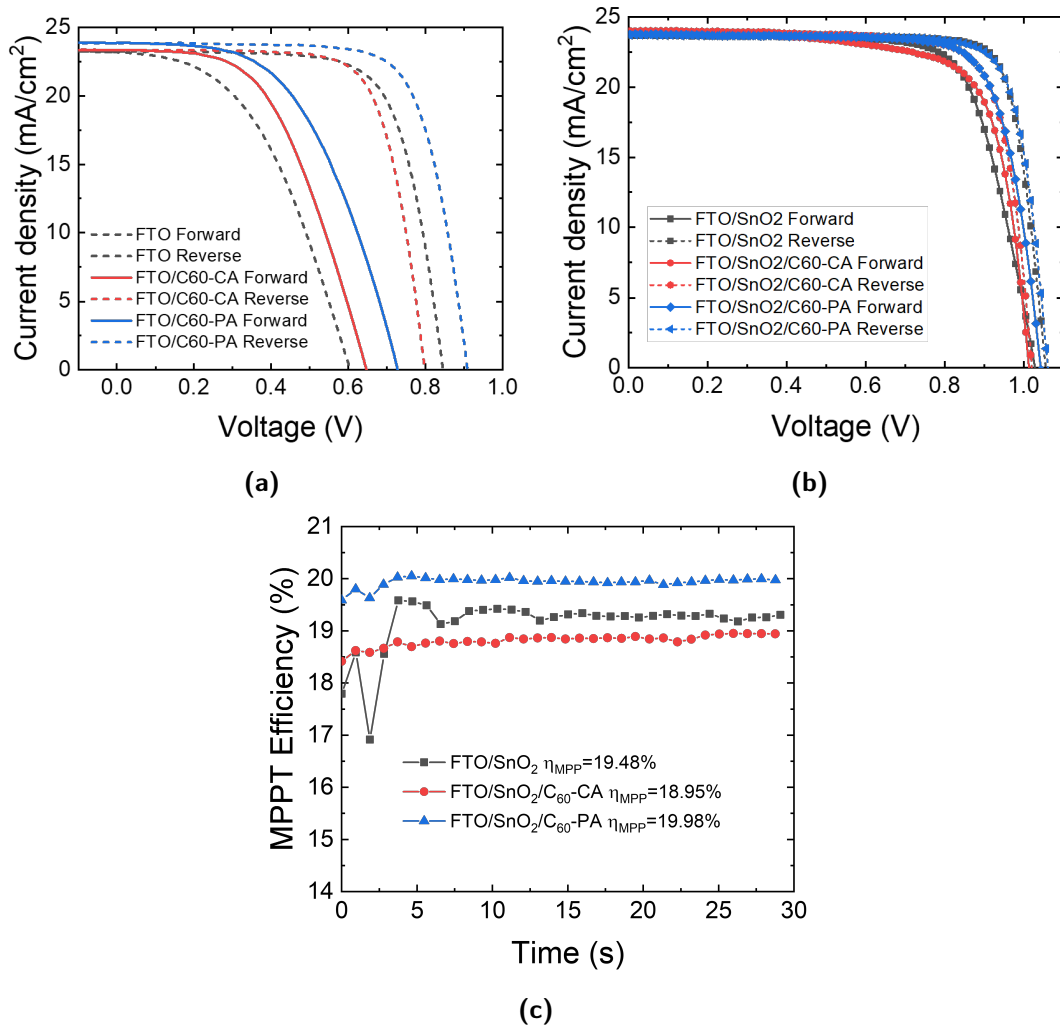 25
20
15
10
5
0
Current density (mA/cm²)
FTO Forward
FTO Reverse
FTO/C60-CA Forward
FTO/C60-CA Reverse
FTO/C60-PA Forward
FTO/C60-PA Reverse
0.0 0.2 0.4 0.6 0.8 1.0
Voltage (V)
(a)
25
20
15
10
5
0
Current density (mA/cm²)
FTO/SnO2 Forward
FTO/SnO2 Reverse
FTO/SnO2/C60-CA Forward
FTO/SnO2/C60-CA Reverse
FTO/SnO2/C60-PA Forward
FTO/SnO2/C60-PA Reverse
0.0 0.2 0.4 0.6 0.8 1.0
Voltage (V)
(b)
21
20
19
18
17
16
15
14
MPPT Efficiency (%)
FTO/SnO₂ η_MPP=19.48%
FTO/SnO₂/C₆₀-CA η_MPP=18.95%
FTO/SnO₂/C₆₀-PA η_MPP=19.98%
0 5 10 15 20 25 30
Time (s)
(c)